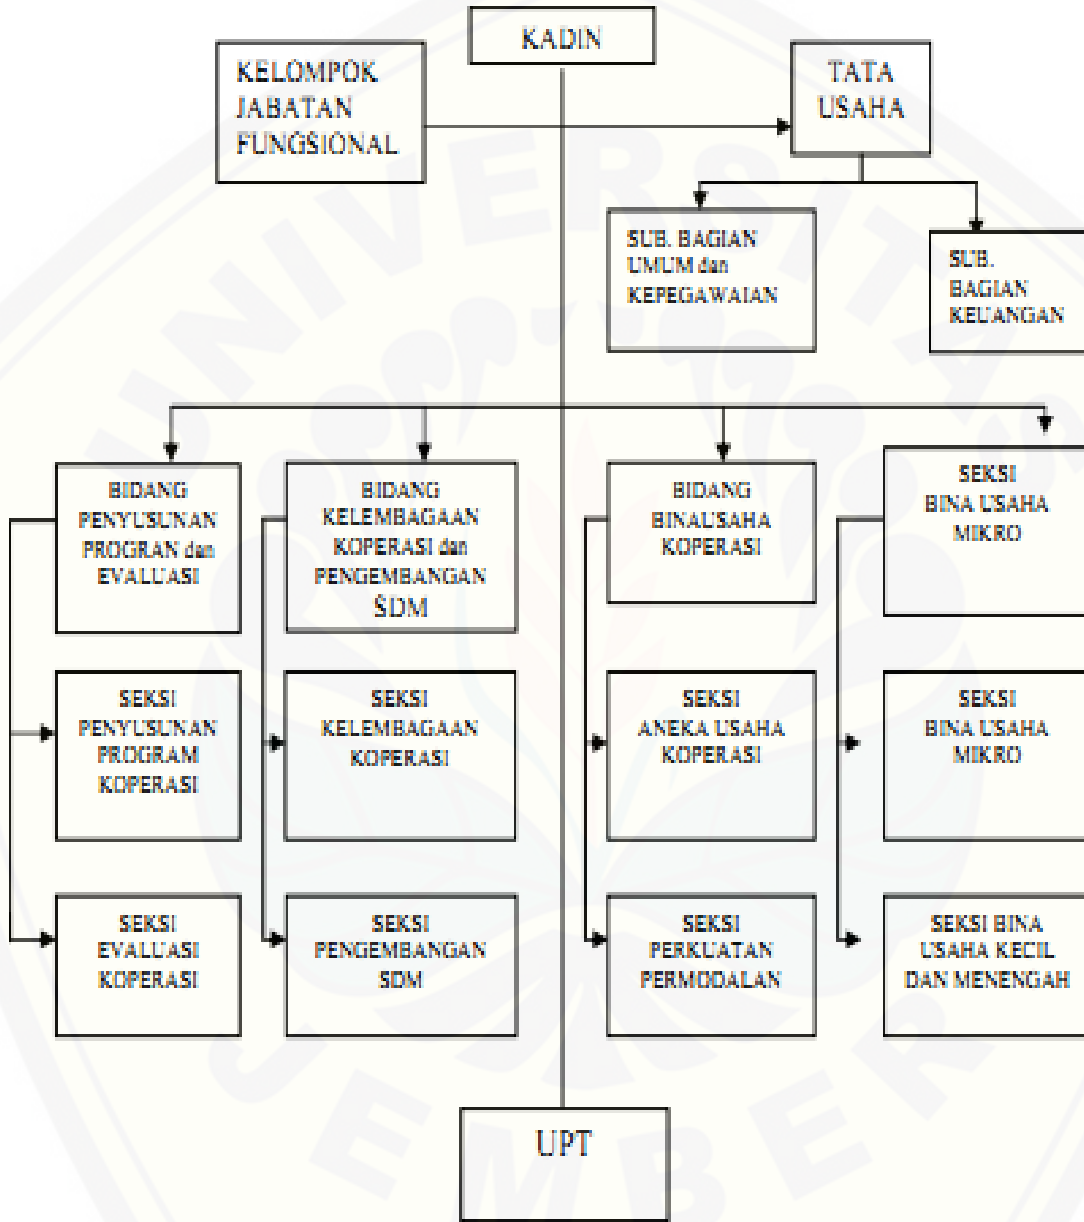 KADIN
KELOMPOK
JABATAN
FUNGSIONAL
TATA
USAHA
SUB. BAGIAN
UMUM dan
KEPEGAWAIAN
SUB.
BAGIAN
KEUANGAN
BIDANG
PENYUSUNAN
PROGRAN dan
EVALUASI
BIDANG
KELEMBAGAAN
KOPERASI dan
PENGEMBANGAN
SDM
BIDANG
BINAUSAHA
KOPERASI
SEKSI
BINA USAHA
MIKRO
SEKSI
PENYUSUNAN
PROGRAM
KOPERASI
SEKSI
KELEMBAGAAN
KOPERASI
SEKSI
ANEKA USAHA
KOPERASI
SEKSI
BINA USAHA
MIKRO
SEKSI
EVALUASI
KOPERASI
SEKSI
PENGEMBANGAN
SDM
SEKSI
PERKUATAN
PERMODALAN
SEKSI BINA
USAHA KECIL
DAN MENENGAH
UPT
UNIVERSITAS
JEMBER